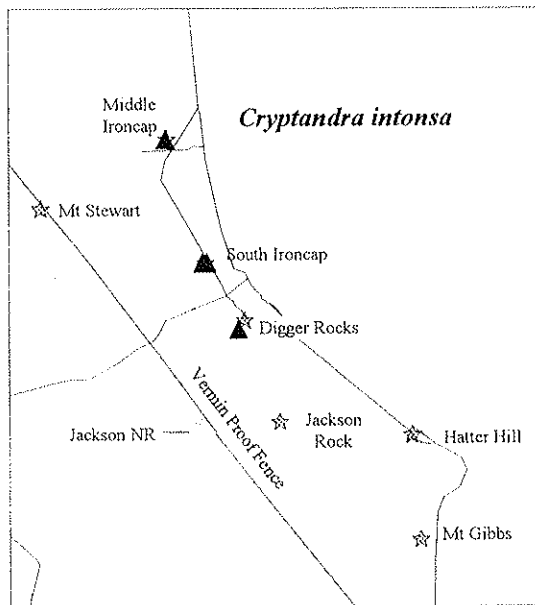 Middle
Ironcap
Cryptandra intonsa
Mt Stewart
South Ironcap
Digger Rocks
Vermin Proof Fence
Jackson NR
Jackson
Rock
Hatter Hill
Mt Gibbs